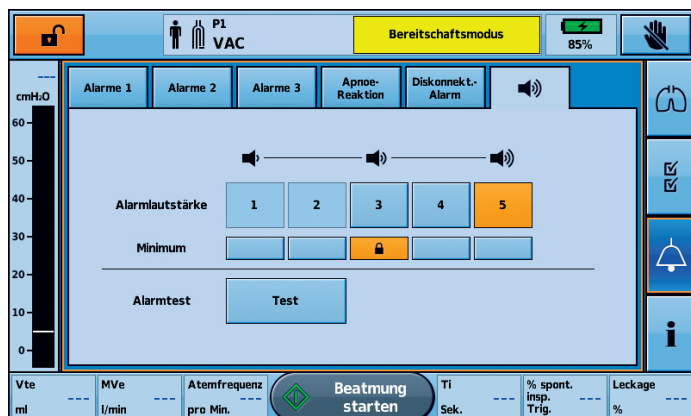 P1
VAC
Bereitschaftsmodus
85%
---
cmH₂O
Alarme 1
Alarme 2
Alarme 3
Apnoe-
Reaktion
Diskonnekt.-
Alarm
60
50
40
30
20
10
0
Alarmlautstärke
1
2
3
4
5
Minimum
Alarmtest
Test
Vte
---
ml
MVe
---
l/min
Atemfrequenz
---
pro Min.
Beatmung
starten
Ti
---
Sek.
% spont.
insp.
Trig.
---
Leckage
---
%
i